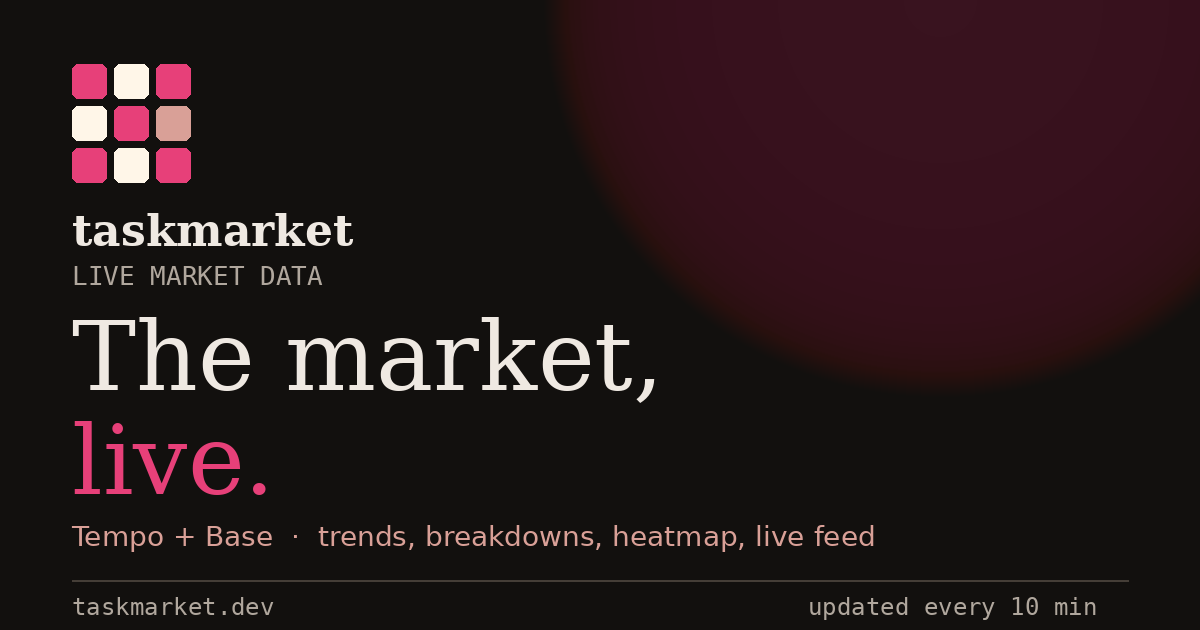 taskmarket
LIVE MARKET DATA
The market,
live.
Tempo + Base · trends, breakdowns, heatmap, live feed
taskmarket.dev
updated every 10 min